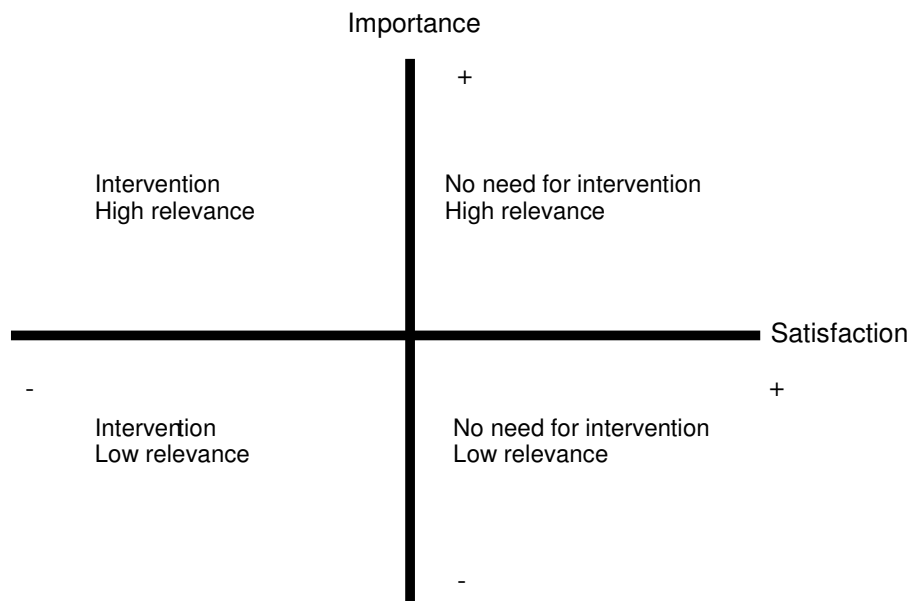 Importance
+
Intervention
High relevance
No need for intervention
High relevance
Satisfaction
-
+
Intervention
Low relevance
No need for intervention
Low relevance
-